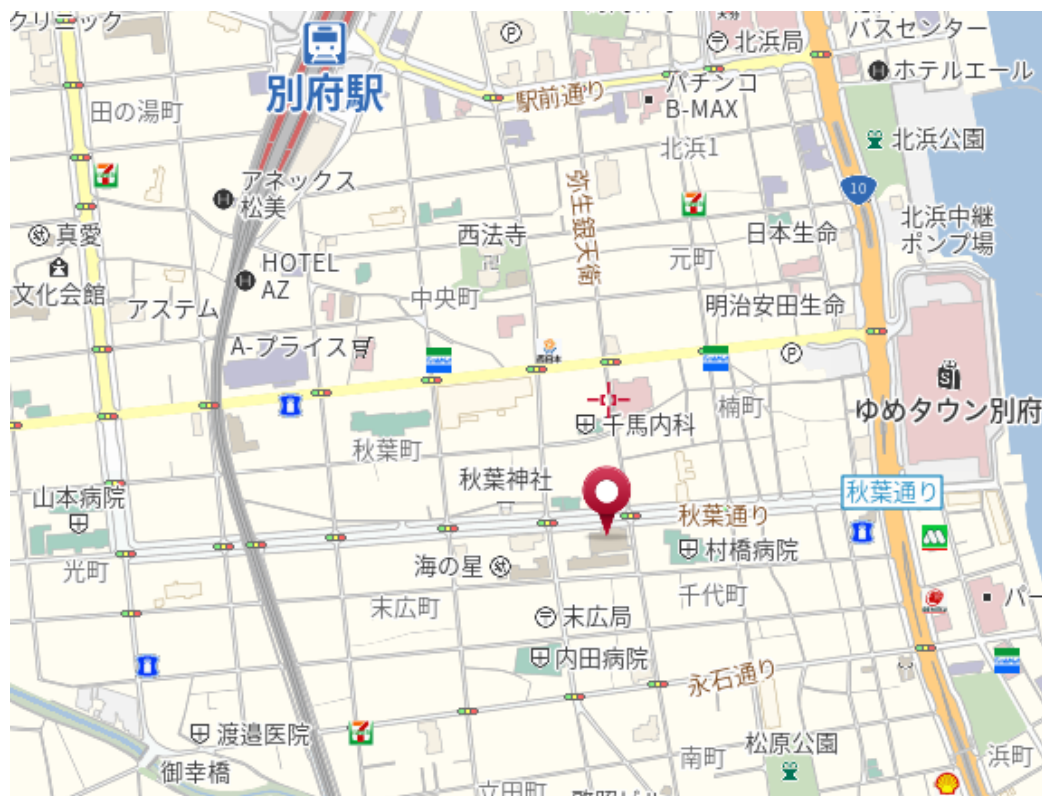 クリニック
北浜局
バスセンター
別府駅
駅前通り
パチンコ
B-MAX
ホテルエール
田の湯町
北浜1
北浜公園
10
アネックス
松美
弥生銀天街
西法寺
元町
日本生命
北浜中継
ポンプ場
真愛
文化会館
HOTEL
AZ
アステム
中央町
明治安田生命
A-プライス
西日本
楠町
ゆめタウン別府
千馬内科
秋葉町
秋葉神社
山本病院
秋葉通り
秋葉通り
光町
海の星
村橋病院
末広町
千代町
パー
末広局
内田病院
永石通り
渡邉医院
御幸橋
南町
松原公園
浜町
立田町